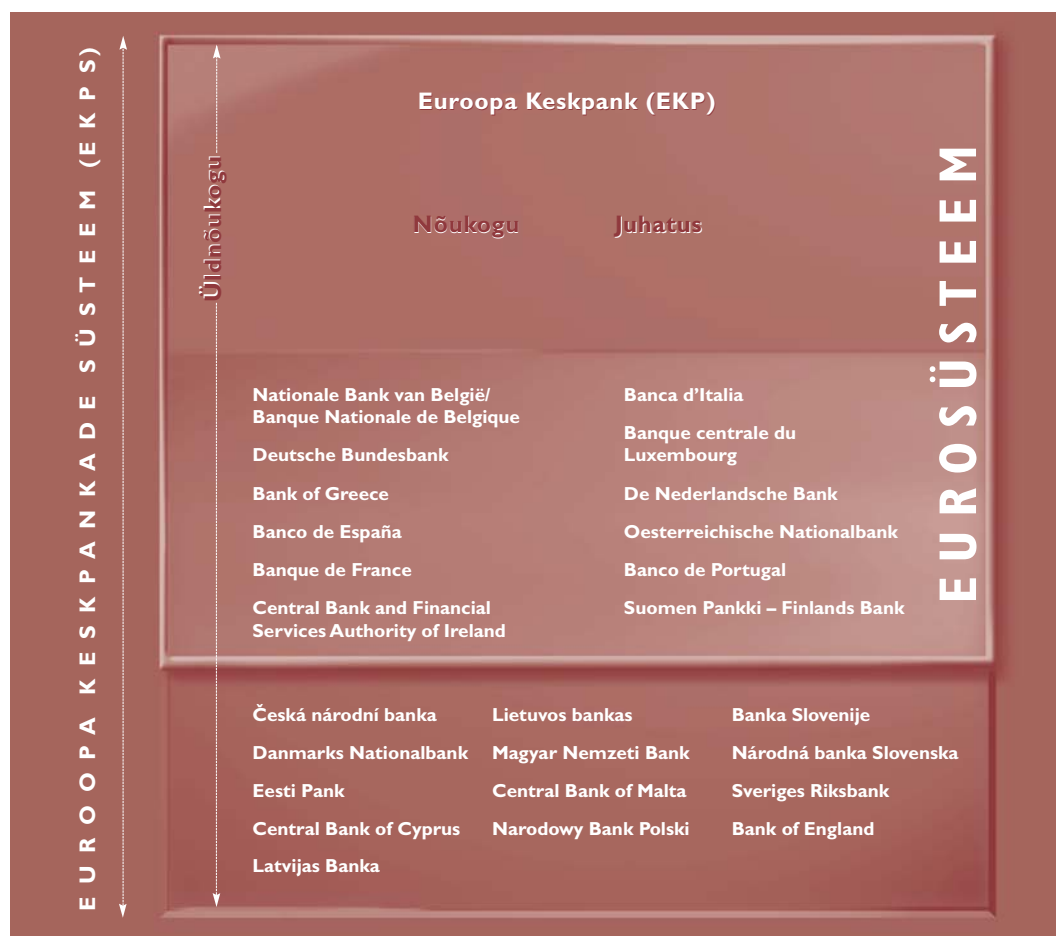 EUROOPA KESKPANKADE SÜSTEEM (EKPS)
Üldnõukogu
Euroopa Keskpank (EKP)
Nõukogu
Juhatus
EUROSÜSTEEM
Nationale Bank van België/
Banque Nationale de Belgique
Deutsche Bundesbank
Bank of Greece
Banco de España
Banque de France
Central Bank and Financial
Services Authority of Ireland
Banca d’Italia
Banque centrale du
Luxembourg
De Nederlandsche Bank
Oesterreichische Nationalbank
Banco de Portugal
Suomen Pankki – Finlands Bank
Česká národní banka
Danmarks Nationalbank
Eesti Pank
Central Bank of Cyprus
Latvijas Banka
Lietuvos bankas
Magyar Nemzeti Bank
Central Bank of Malta
Narodowy Bank Polski
Banka Slovenije
Národná banka Slovenska
Sveriges Riksbank
Bank of England